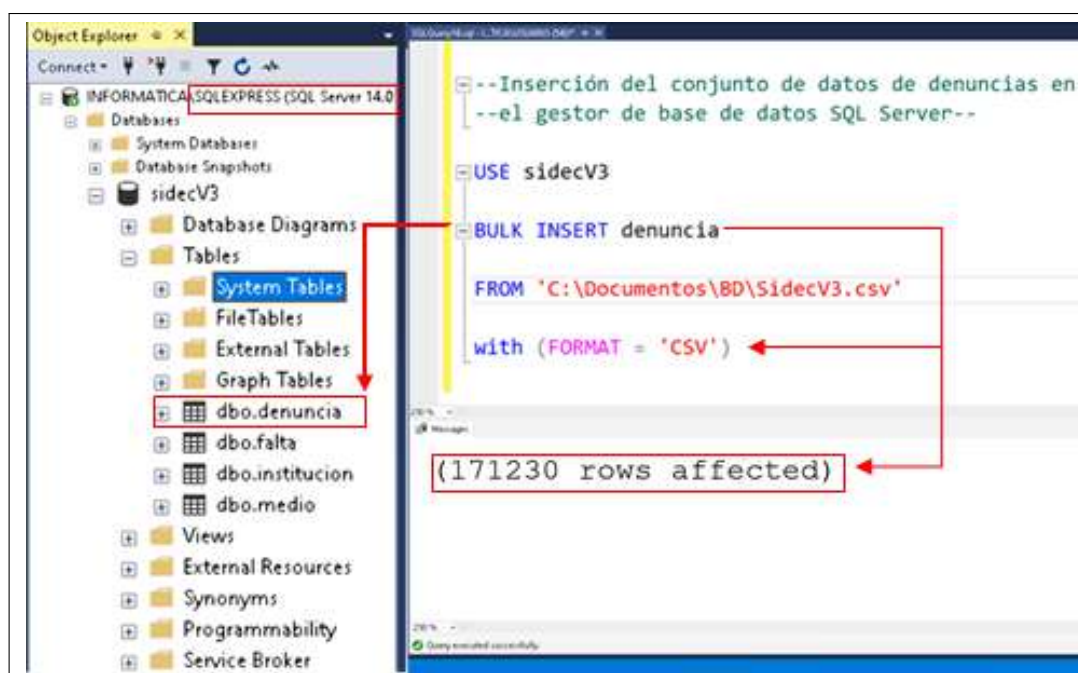 Object Explorer
Connect
INFORMATICA\SQLEXPRESS (SQL Server 14.0
Databases
System Databases
Database Snapshots
sidecV3
Database Diagrams
Tables
System Tables
FileTables
External Tables
Graph Tables
dbo.denuncia
dbo.falta
dbo.institucion
dbo.medio
Views
External Resources
Synonyms
Programmability
Service Broker
--Inserción del conjunto de datos de denuncias en
--el gestor de base de datos SQL Server--
USE sidecV3
BULK INSERT denuncia
FROM 'C:\Documentos\BD\SidecV3.csv'
with (FORMAT = 'CSV')
Messages
(171230 rows affected)
Query executed successfully.